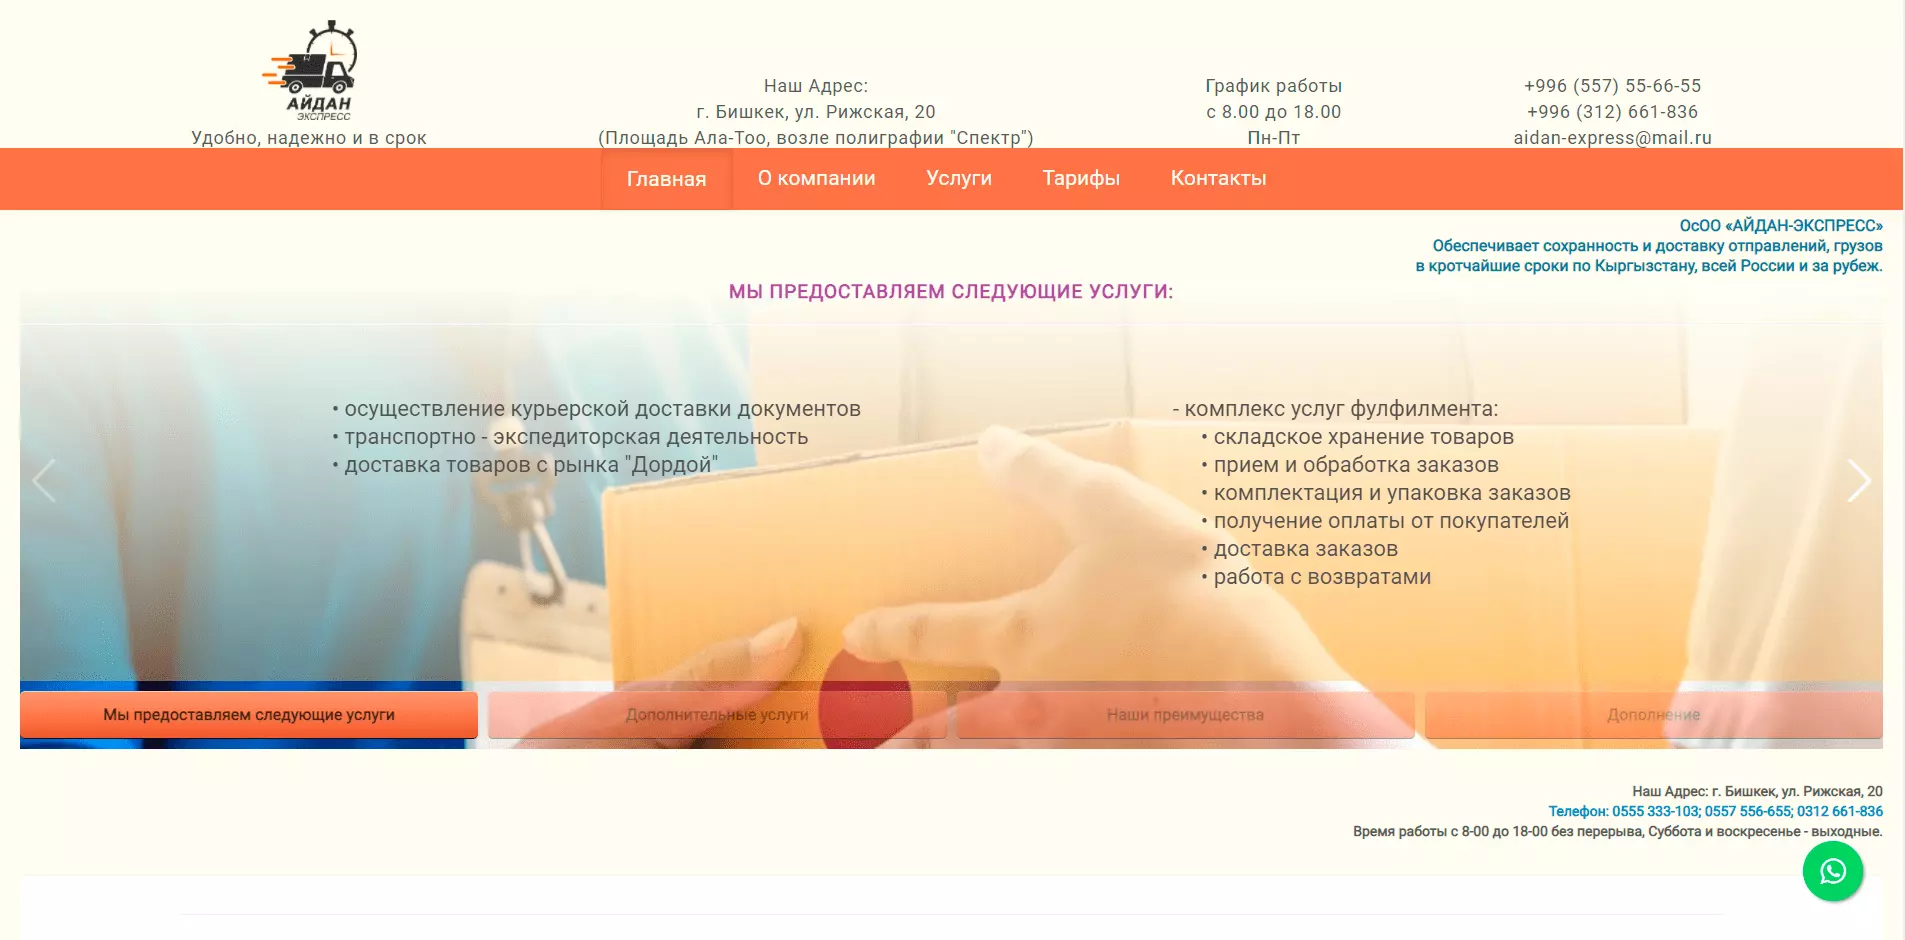 АЙДАН
ЭКСПРЕСС
Удобно, надежно и в срок
Наш Адрес:
г. Бишкек, ул. Рижская, 20
(Площадь Ала-Тоо, возле полиграфии "Спектр")
График работы
с 8.00 до 18.00
Пн-Пт
+996 (557) 55-66-55
+996 (312) 661-836
aidan-express@mail.ru
Главная
О компании
Услуги
Тарифы
Контакты
ОсОО «АЙДАН-ЭКСПРЕСС»
Обеспечивает сохранность и доставку отправлений, грузов
в кротчайшие сроки по Кыргызстану, всей России и за рубеж.
МЫ ПРЕДОСТАВЛЯЕМ СЛЕДУЮЩИЕ УСЛУГИ:
• осуществление курьерской доставки документов
• транспортно - экспедиторская деятельность
• доставка товаров с рынка "Дордой"
- комплекс услуг фулфилмента:
• складское хранение товаров
• прием и обработка заказов
• комплектация и упаковка заказов
• получение оплаты от покупателей
• доставка заказов
• работа с возвратами
Мы предоставляем следующие услуги
Дополнительные услуги
Наши преимущества
Дополнение
Наш Адрес: г. Бишкек, ул. Рижская, 20
Телефон: 0555 333-103; 0557 556-655; 0312 661-836
Время работы с 8-00 до 18-00 без перерыва, Суббота и воскресенье - выходные.